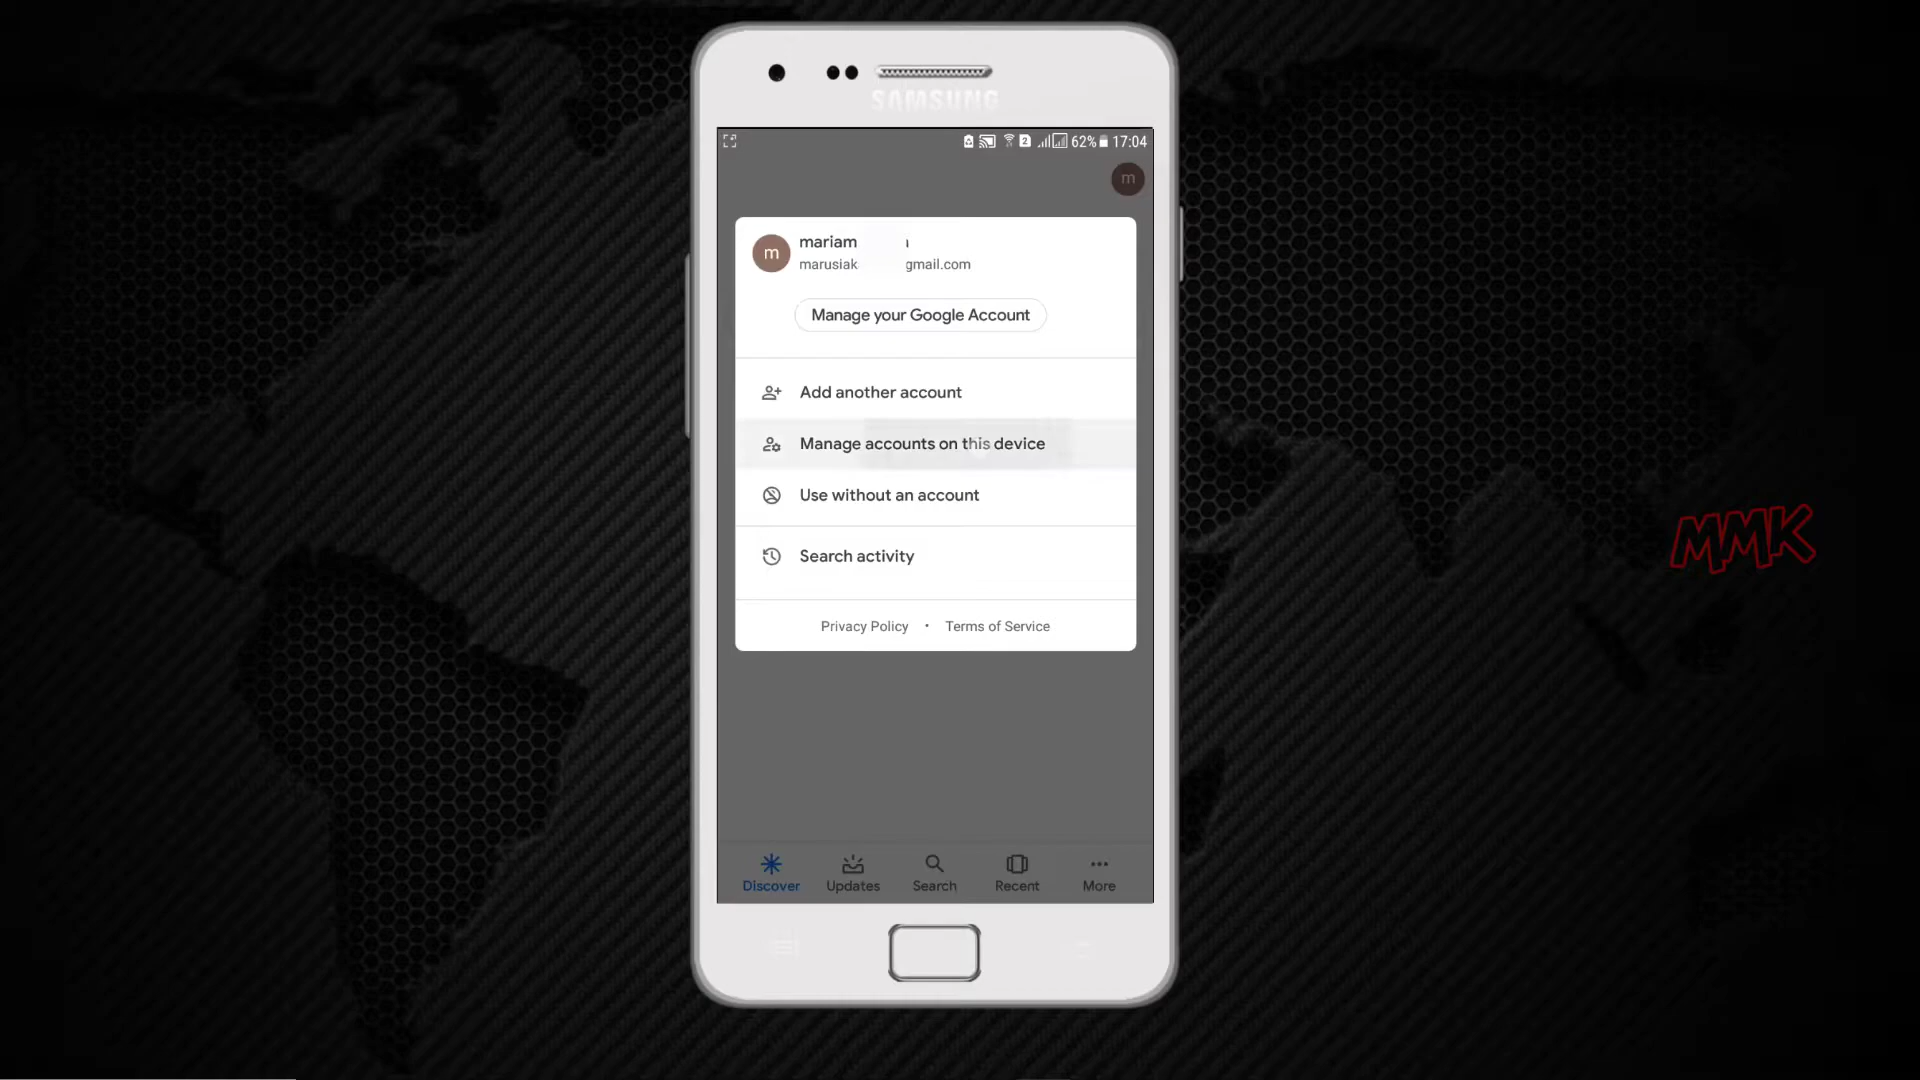 SAMSUNG
2 62% 17:04
m
mariam
m
marusiak gmail.com
Manage your Google Account
Add another account
Manage accounts on this device
Use without an account
Search activity
Privacy Policy • Terms of Service
MMK
Discover Updates Search Recent More